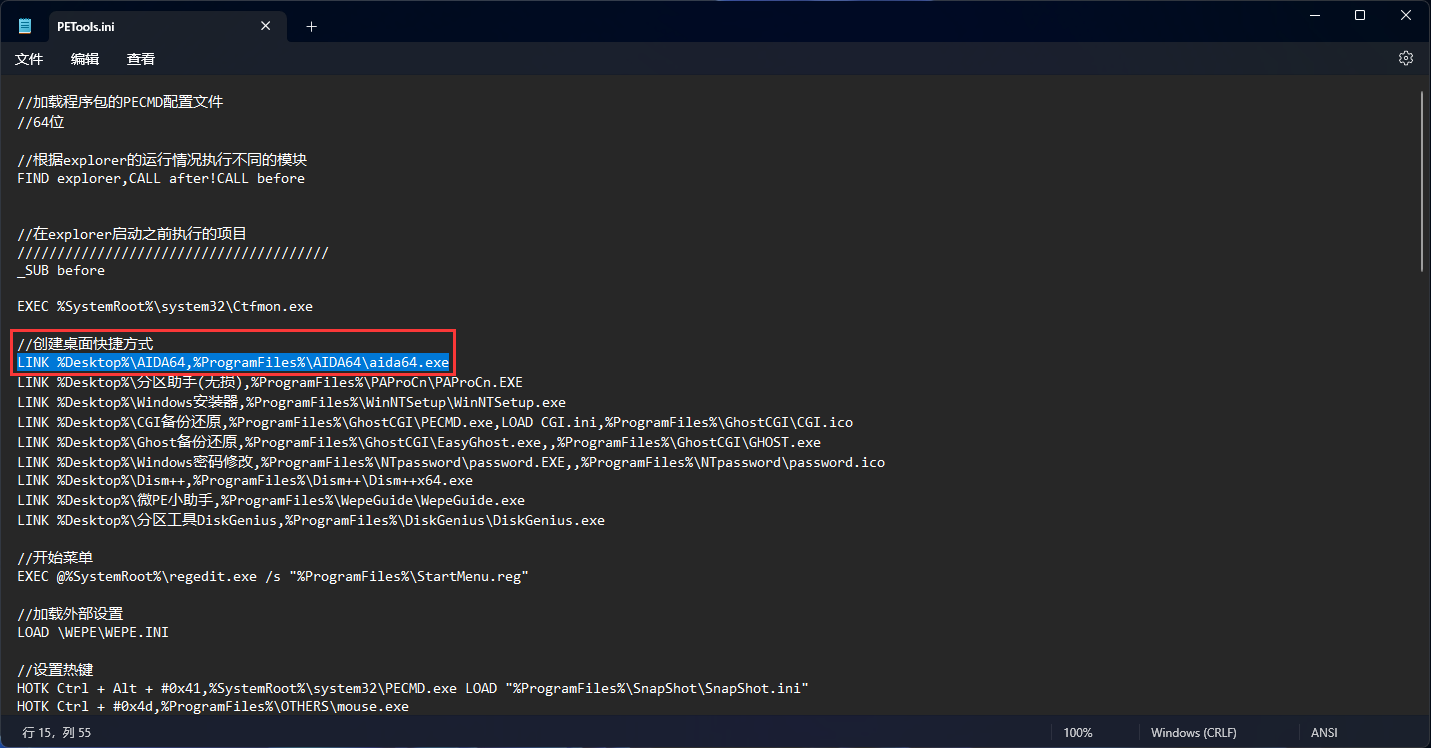 PETools.ini
文件 编辑 查看
//加载程序包的PECMD配置文件
//64位
//根据explorer的运行情况执行不同的模块
FIND explorer,CALL after!CALL before
//在explorer启动之前执行的项目
///////////////////////////////////////
_SUB before
EXEC %SystemRoot%\system32\Ctfmon.exe
//创建桌面快捷方式
LINK %Desktop%\AIDA64,%ProgramFiles%\AIDA64\aida64.exe
LINK %Desktop%\分区助手(无损),%ProgramFiles%\PAProCn\PAProCn.EXE
LINK %Desktop%\Windows安装器,%ProgramFiles%\WinNTSetup\WinNTSetup.exe
LINK %Desktop%\CGI备份还原,%ProgramFiles%\GhostCGI\PECMD.exe,LOAD CGI.ini,%ProgramFiles%\GhostCGI\CGI.ico
LINK %Desktop%\Ghost备份还原,%ProgramFiles%\GhostCGI\EasyGhost.exe,,%ProgramFiles%\GhostCGI\GHOST.exe
LINK %Desktop%\Windows密码修改,%ProgramFiles%\NTpassword\password.EXE,,%ProgramFiles%\NTpassword\password.ico
LINK %Desktop%\Dism++,%ProgramFiles%\Dism++\Dism++x64.exe
LINK %Desktop%\微PE小助手,%ProgramFiles%\WepeGuide\WepeGuide.exe
LINK %Desktop%\分区工具DiskGenius,%ProgramFiles%\DiskGenius\DiskGenius.exe
//开始菜单
EXEC @%SystemRoot%\regedit.exe /s "%ProgramFiles%\StartMenu.reg"
//加载外部设置
LOAD \WEPE\WEPE.INI
//设置热键
HOTK Ctrl + Alt + #0x41,%SystemRoot%\system32\PECMD.exe LOAD "%ProgramFiles%\SnapShot\SnapShot.ini"
HOTK Ctrl + #0x4d,%ProgramFiles%\OTHERS\mouse.exe
行 15, 列 55 100% Windows (CRLF) ANSI